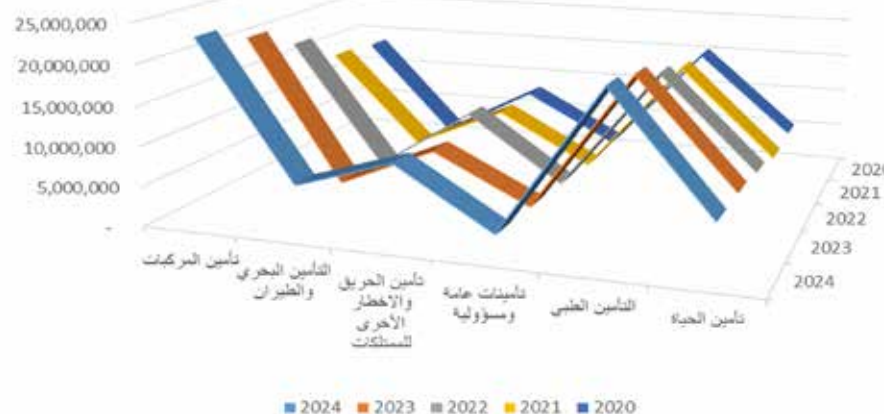 25,000,000
20,000,000
15,000,000
10,000,000
5,000,000
-
تأمين المركبات
التأمين البحري
والطيران
تأمين الحريق
والاخطار
الأخرى
للممتلكات
تأمينات عامة
ومسؤولية
التأمين الطبي
تأمين الحياة
2020
2021
2022
2023
2024
2024 2023 2022 2021 2020